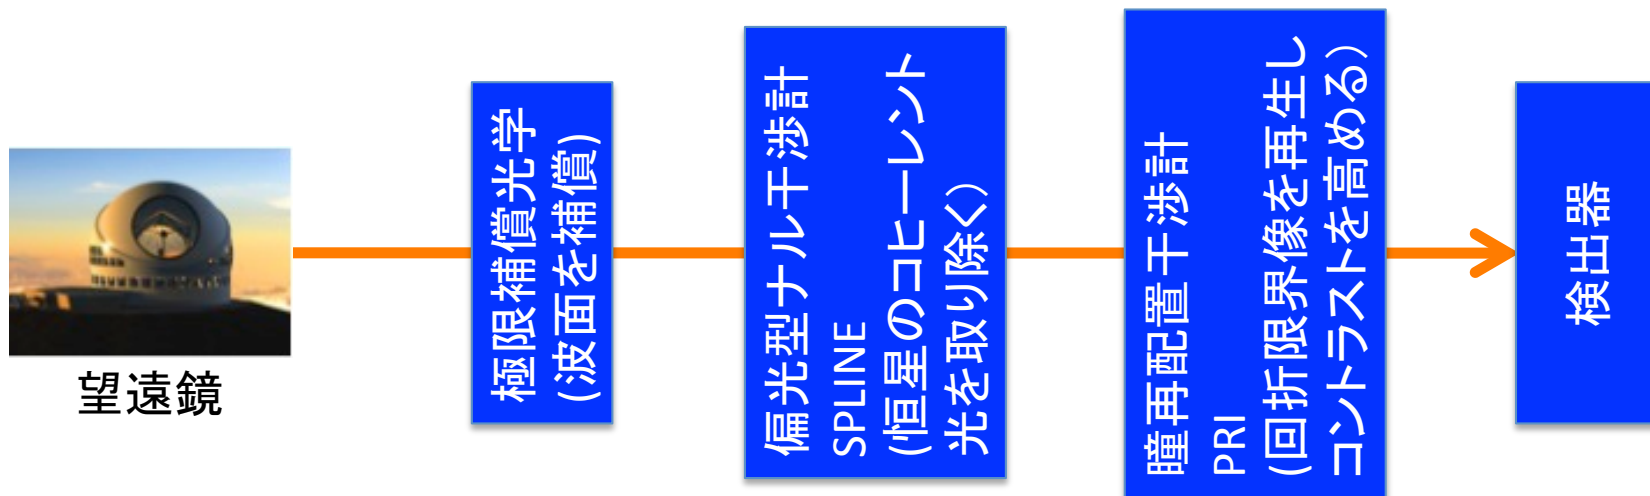 望遠鏡
極限補償光学
(波面を補償)
偏光型ナル干渉計
SPLINE
(恒星のコヒーレント
光を取り除く)
瞳再配置干渉計
PRI
(回折限界像を再生し
コントラストを高める)
検出器